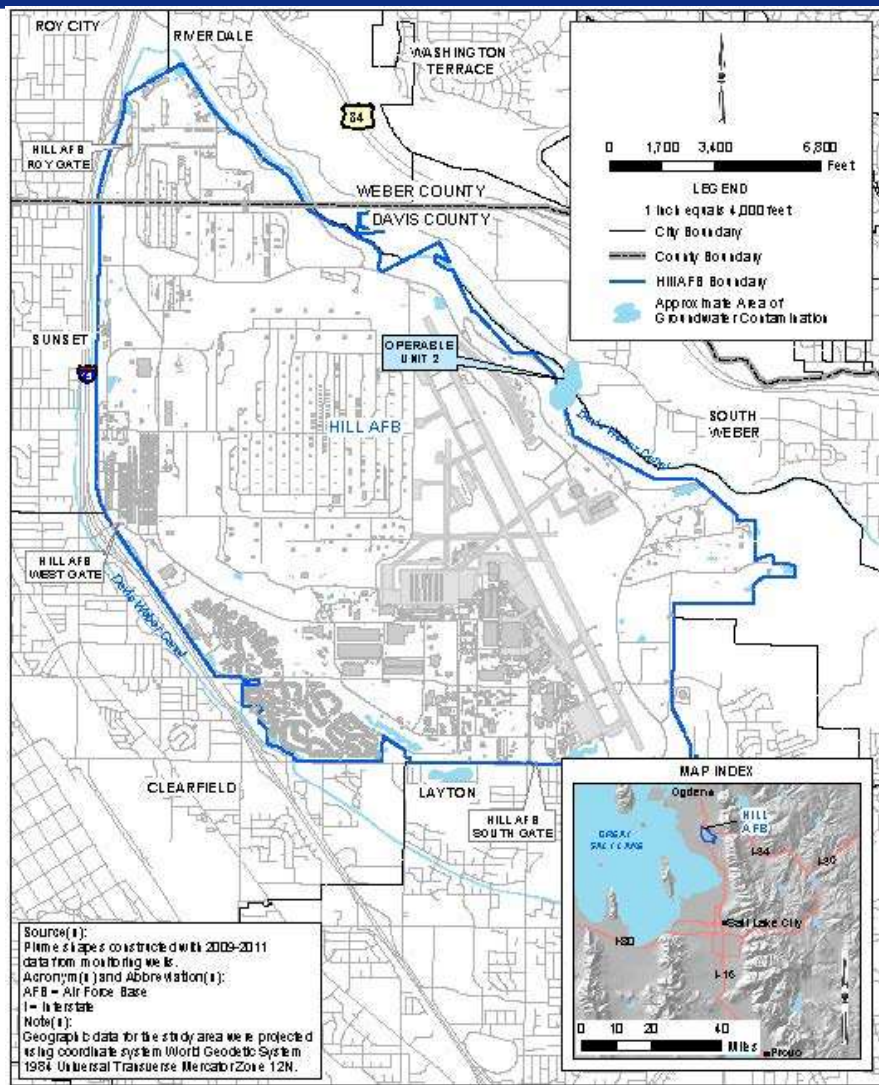 ROY CITY
RIVERDALE
WASHINGTON
TERRACE
84
HILL AFB
ROY GATE
WEBER COUNTY
DAVIS COUNTY
0 1,700 3,400 6,800
Feet
LEGEND
1 inch equals 4,000 feet
City Boundary
County Boundary
Hill AFB Boundary
Approximate Area of
Groundwater Contamination
SUNSET
OPERABLE
UNIT 2
HILL AFB
SOUTH
WEBER
Davis Weber Canal
HILL AFB
WEST GATE
Davis Weber Canal
CLEARFIELD
LAYTON
HILL AFB
SOUTH GATE
MAP INDEX
Ogden
HILL
AFB
GREAT
SALT LAKE
I-84
I-80
Salt Lake City
I-80
I-15
0 10 20 40
Miles
Provo
Source(s):
Plume shapes constructed with 2009-2011
data from monitoring wells.
Acronym(s) and Abbreviation(s):
AFB = Air Force Base
I = Interstate
Note(s):
Geographic data for the study area were projected
using coordinate system World Geodetic System
1984 Universal Transverse Mercator Zone 12N.